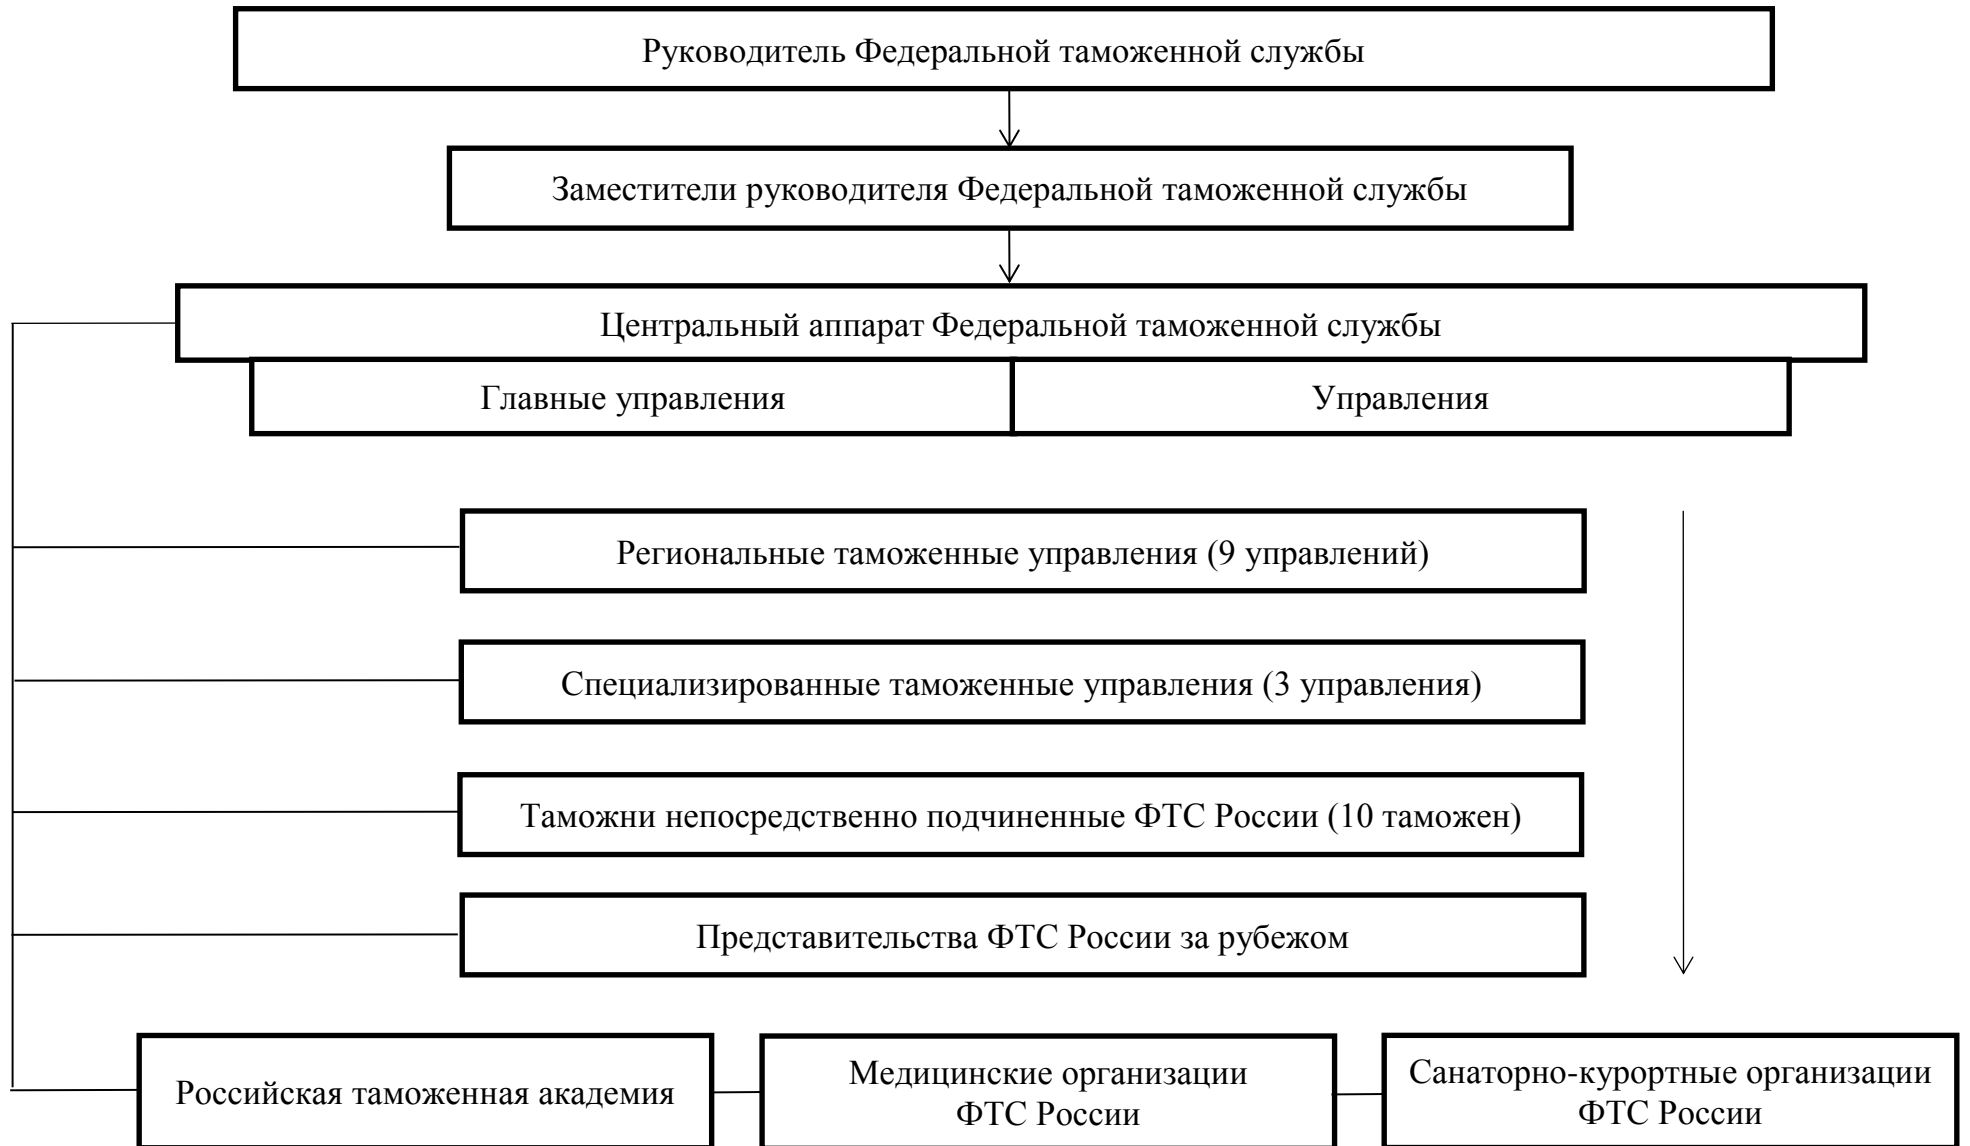 Руководитель Федеральной таможенной службы
Заместители руководителя Федеральной таможенной службы
Центральный аппарат Федеральной таможенной службы
Главные управления
Управления
Региональные таможенные управления (9 управлений)
Специализированные таможенные управления (3 управления)
Таможни непосредственно подчиненные ФТС России (10 таможен)
Представительства ФТС России за рубежом
Российская таможенная академия
Медицинские организации
ФТС России
Санаторно-курортные организации
ФТС России